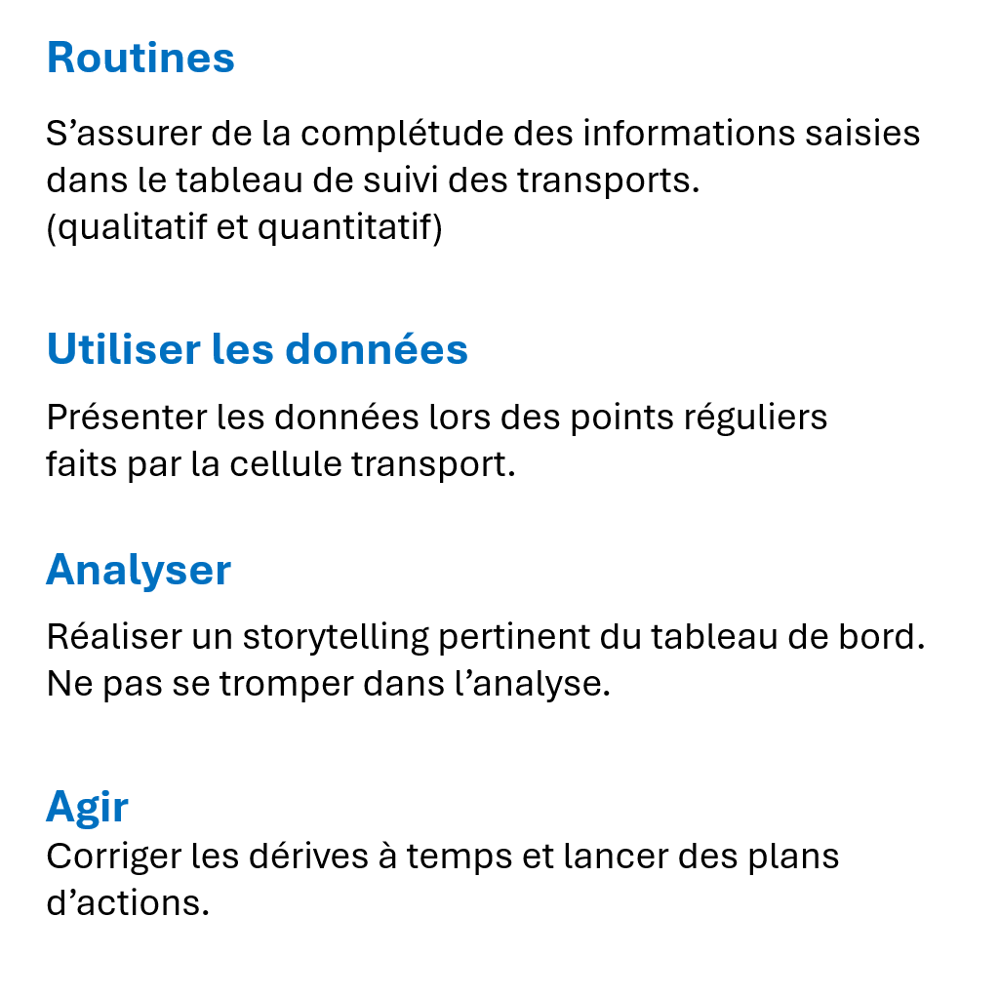 Routines
S’assurer de la complétude des informations saisies
dans le tableau de suivi des transports.
(qualitatif et quantitatif)
Utiliser les données
Présenter les données lors des points réguliers
faits par la cellule transport.
Analyser
Réaliser un storytelling pertinent du tableau de bord.
Ne pas se tromper dans l’analyse.
Agir
Corriger les dérives à temps et lancer des plans
d’actions.